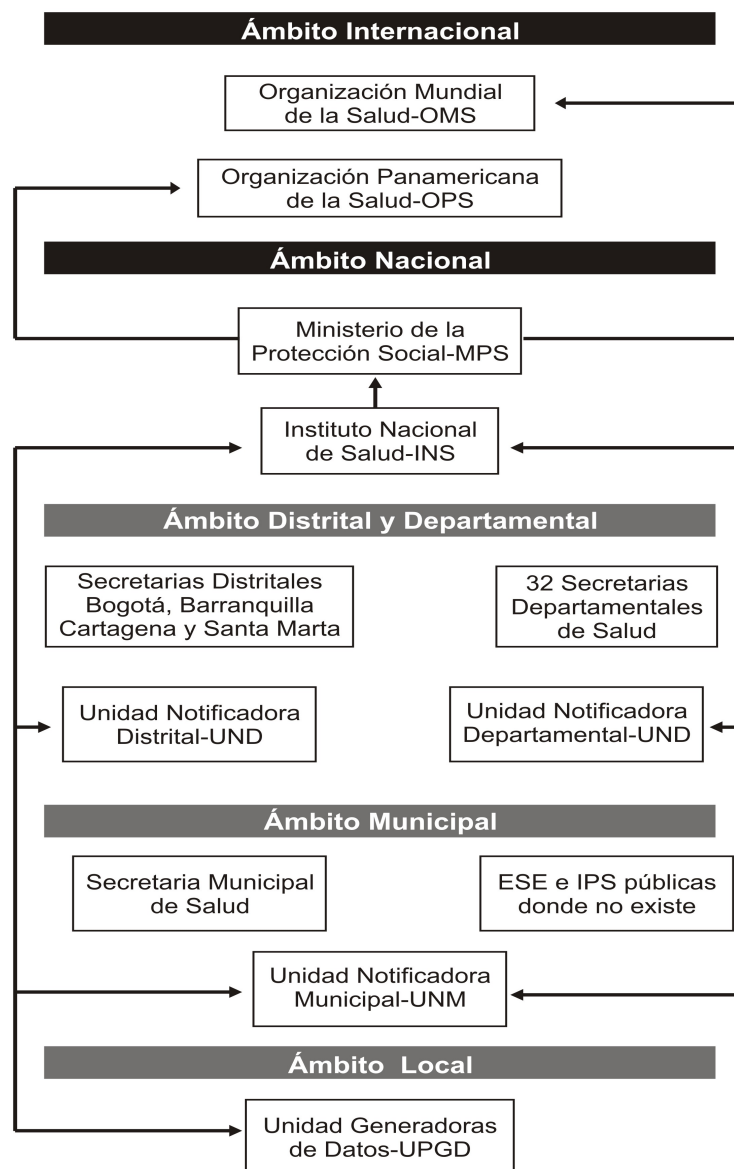 Ámbito Internacional
Organización Mundial
de la Salud-OMS
Organización Panamericana
de la Salud-OPS
Ámbito Nacional
Ministerio de la
Protección Social-MPS
Instituto Nacional
de Salud-INS
Ámbito Distrital y Departamental
Secretarias Distritales
Bogotá, Barranquilla
Cartagena y Santa Marta
32 Secretarias
Departamentales
de Salud
Unidad Notificadora
Distrital-UND
Unidad Notificadora
Departamental-UND
Ámbito Municipal
Secretaria Municipal
de Salud
ESE e IPS públicas
donde no existe
Unidad Notificadora
Municipal-UNM
Ámbito Local
Unidad Generadoras
de Datos-UPGD